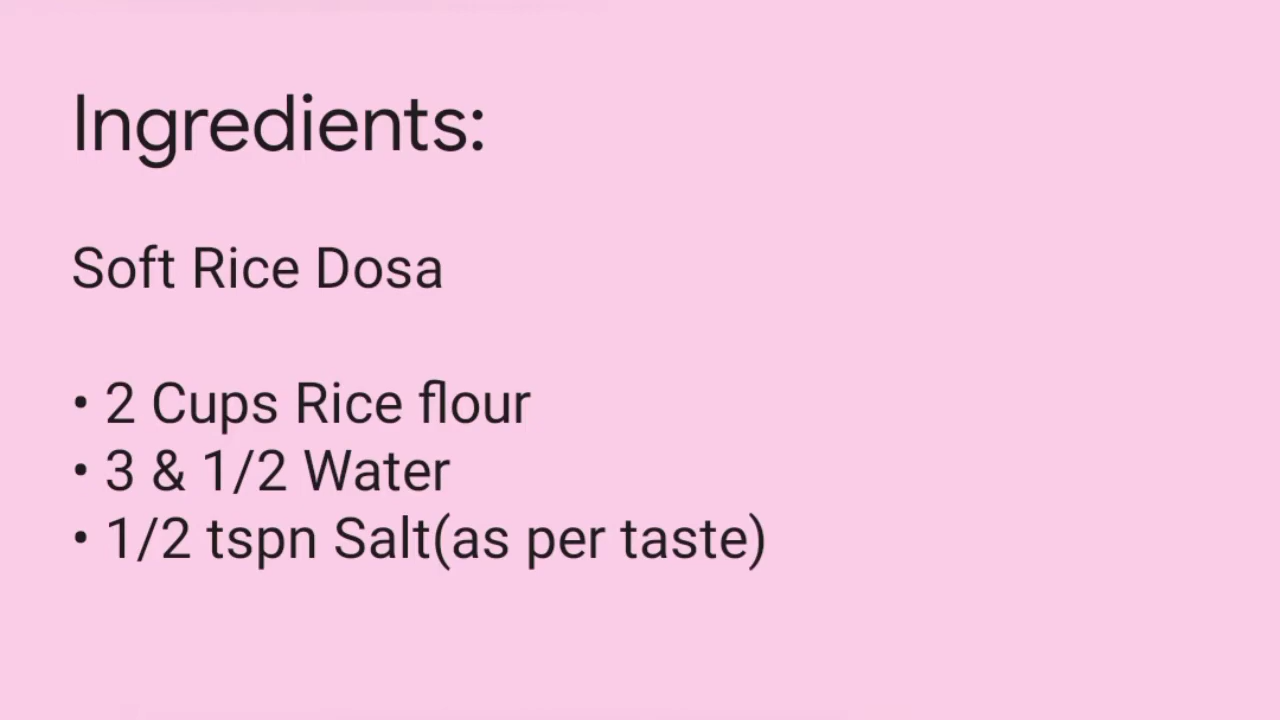 Ingredients:
Soft Rice Dosa
• 2 Cups Rice flour
• 3 & 1/2 Water
• 1/2 tspn Salt(as per taste)